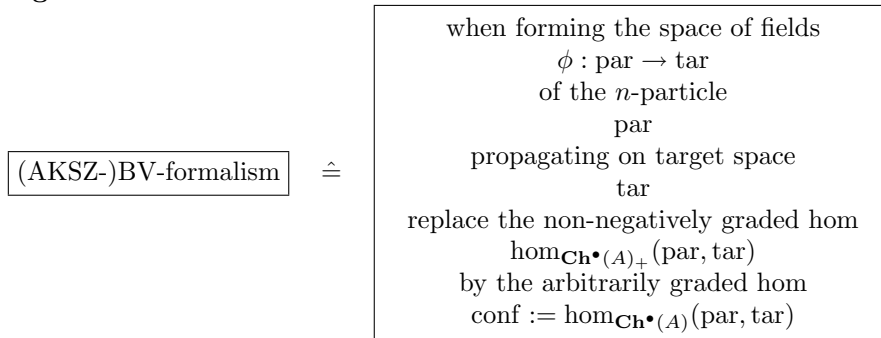 (AKSZ-)BV-formalism
≙
when forming the space of fields
ϕ : par → tar
of the n-particle
par
propagating on target space
tar
replace the non-negatively graded hom
hom_{Ch^•(A)_+}(par, tar)
by the arbitrarily graded hom
conf := hom_{Ch^•(A)}(par, tar)